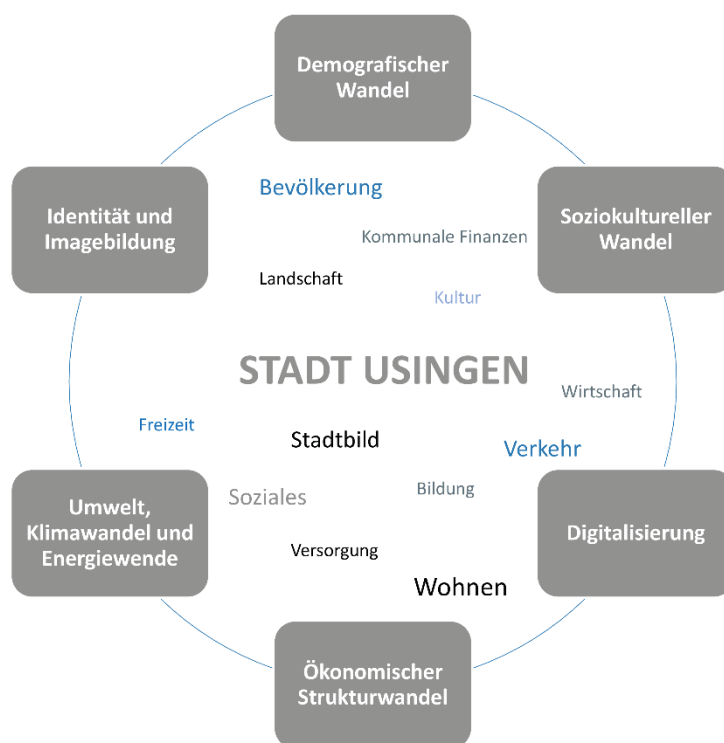 Demografischer
Wandel
Bevölkerung
Identität und
Imagebildung
Soziokultureller
Wandel
Kommunale Finanzen
Landschaft
Kultur
STADT USINGEN
Wirtschaft
Freizeit
Stadtbild
Verkehr
Umwelt,
Klimawandel und
Energiewende
Soziales
Bildung
Digitalisierung
Versorgung
Wohnen
Ökonomischer
Strukturwandel